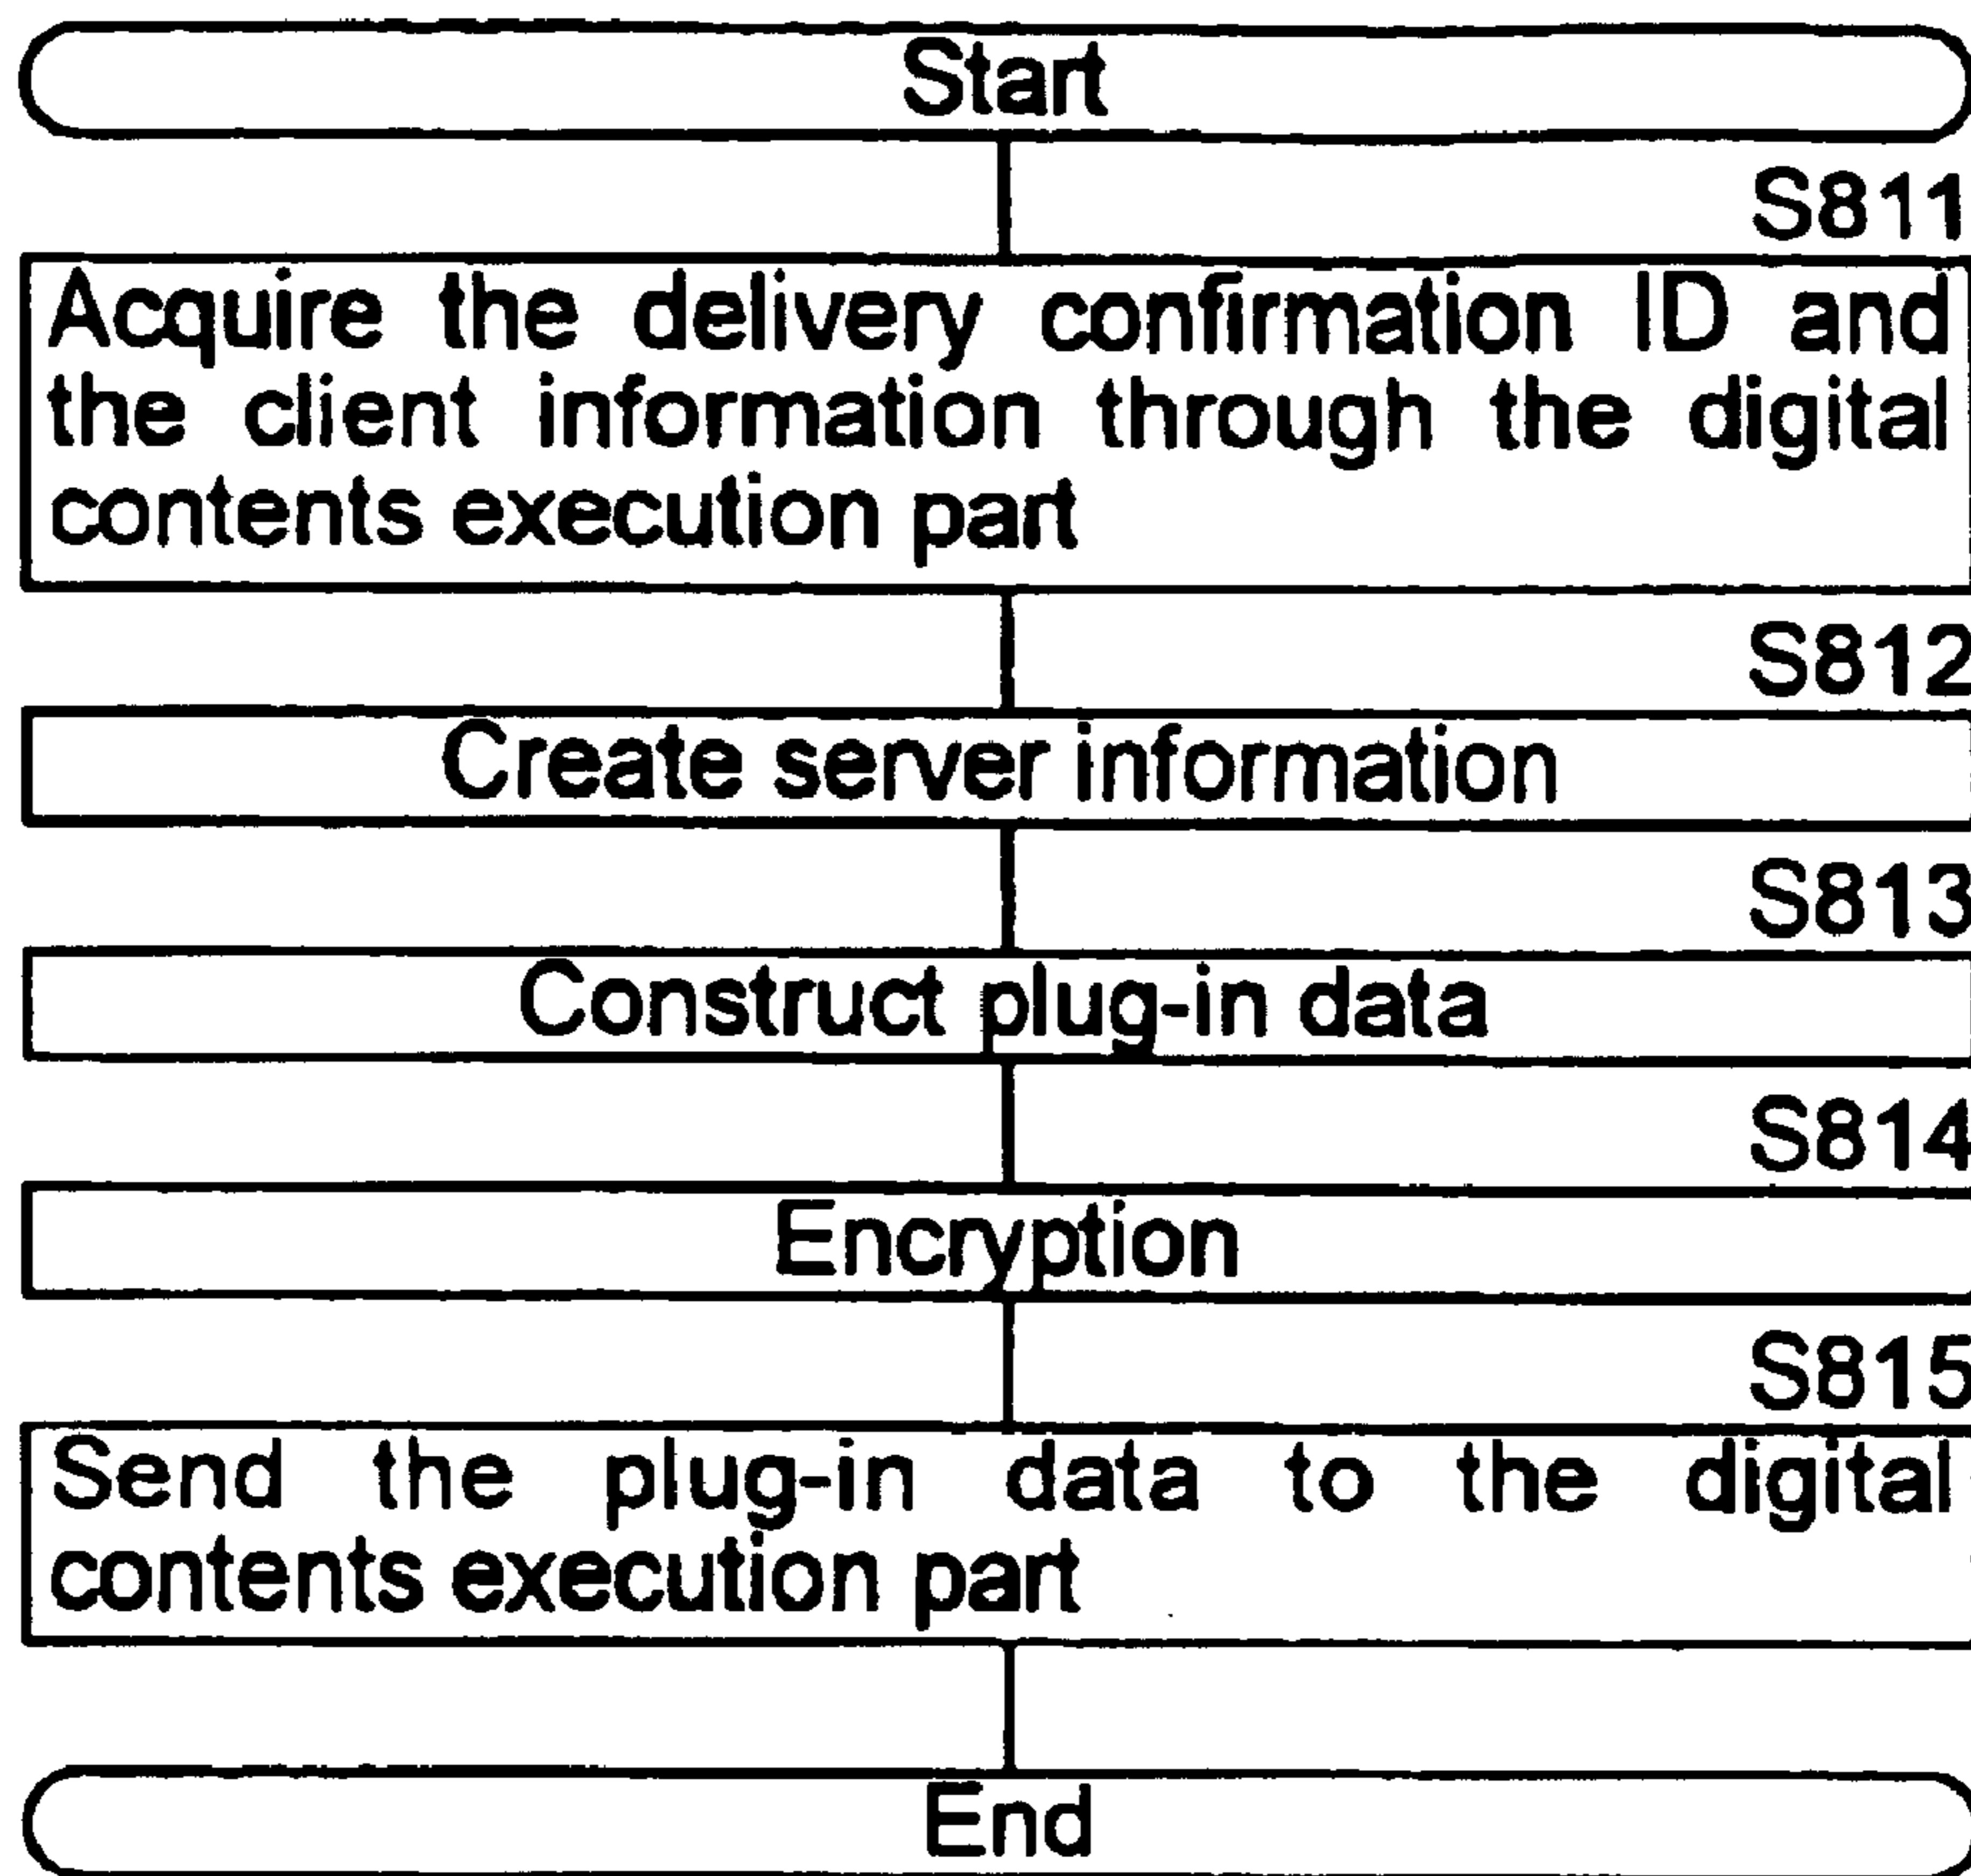 Start
S811
Acquire the delivery confirmation ID and
the client information through the digital
contents execution part
S812
Create server information
S813
Construct plug-in data
S814
Encryption
S815
Send the plug-in data to the digital
contents execution part
End